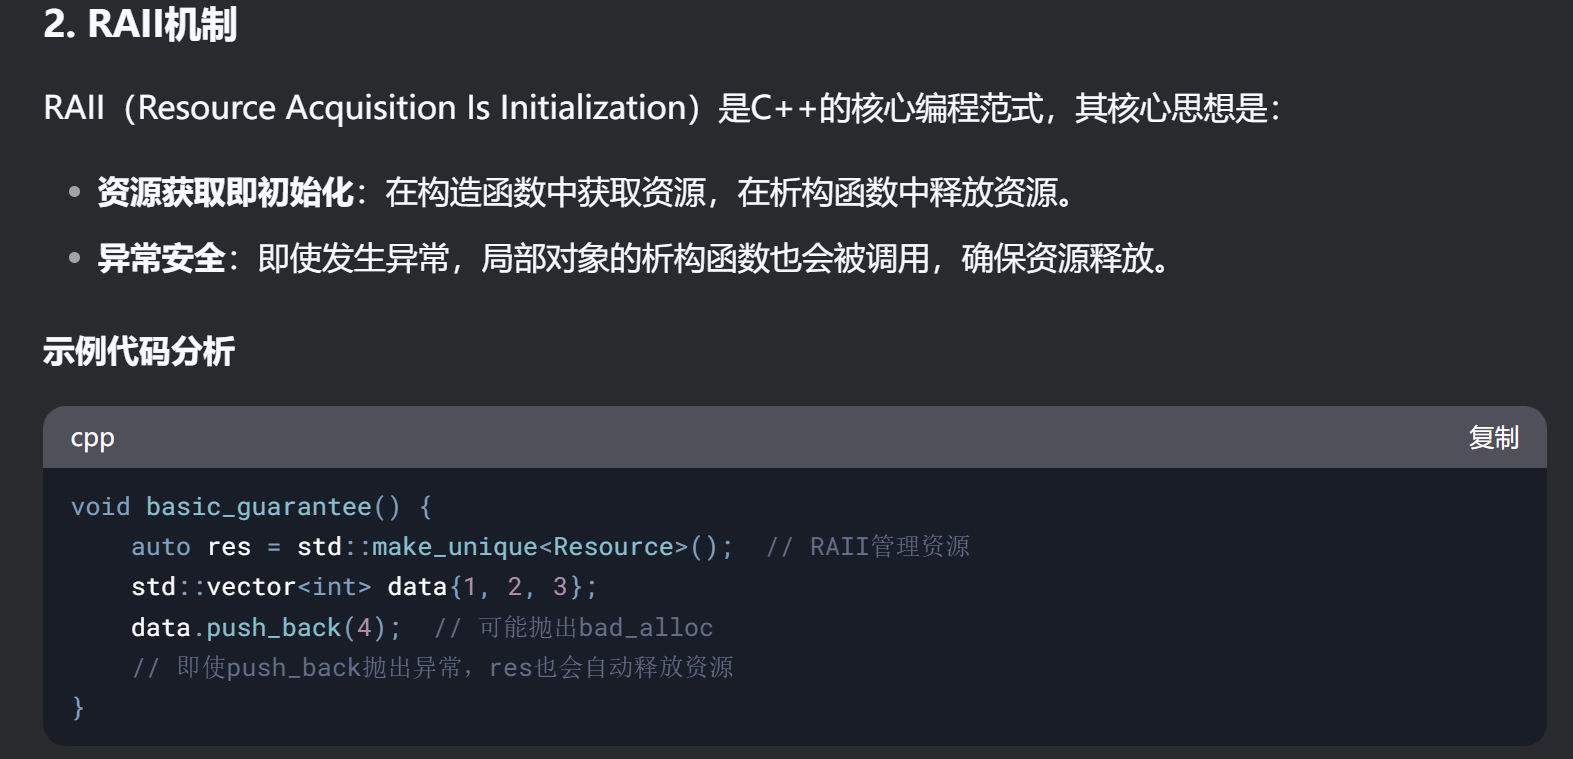 2. RAII机制
RAII（Resource Acquisition Is Initialization）是C++的核心编程范式，其核心思想是：
• 资源获取即初始化：在构造函数中获取资源，在析构函数中释放资源。
• 异常安全：即使发生异常，局部对象的析构函数也会被调用，确保资源释放。
示例代码分析
cpp 复制
void basic_guarantee() {
    auto res = std::make_unique<Resource>();  // RAII管理资源
    std::vector<int> data{1, 2, 3};
    data.push_back(4);  // 可能抛出bad_alloc
    // 即使push_back抛出异常，res也会自动释放资源
}